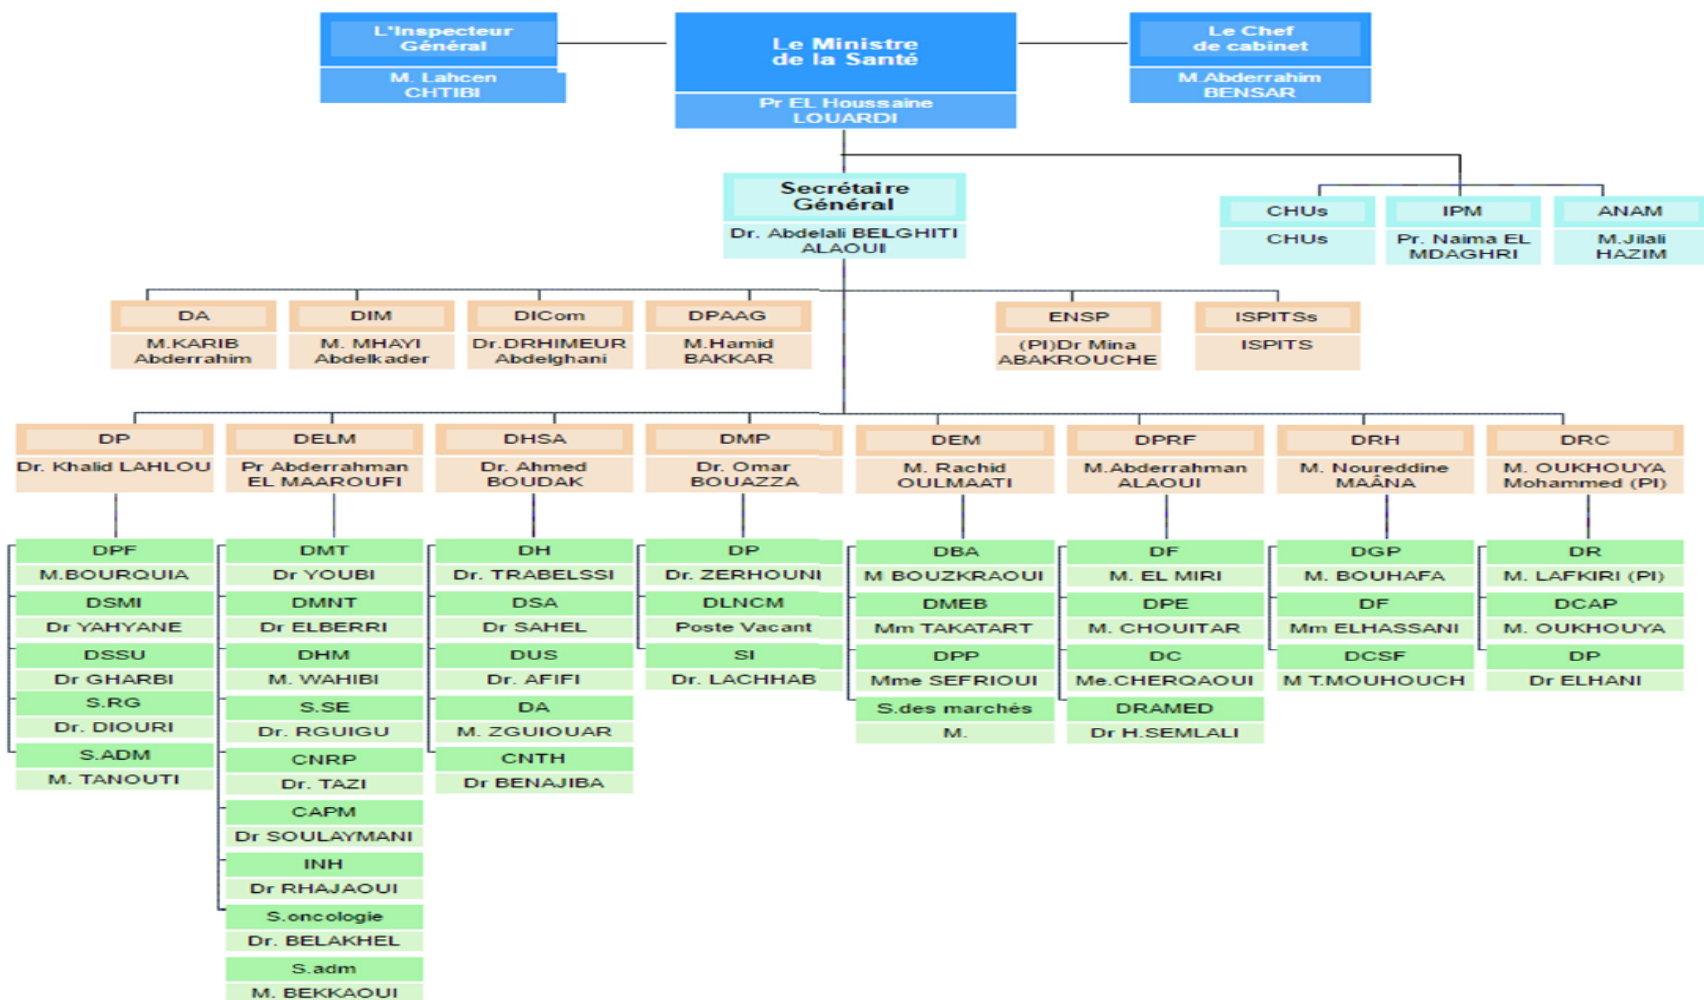 L'Inspecteur
Général
M. Lahcen
CHTIBI
Le Ministre
de la Santé
Pr EL Houssaine
LOUARDI
Le Chef
de cabinet
M.Abderrahim
BENSAR
Secrétaire
Général
Dr. Abdelali BELGHITI
ALAOUI
CHUs
CHUs
IPM
Pr. Naima EL
MDAGHRI
ANAM
M.Jilali
HAZIM
DA
M.KARIB
Abderrahim
DIM
M. MHAYI
Abdelkader
DICom
Dr.DRHIMEUR
Abdelghani
DPAAG
M.Hamid
BAKKAR
ENSP
(PI)Dr Mina
ABAKROUCHE
ISPITSs
ISPITS
DP
Dr. Khalid LAHLOU
DELM
Pr Abderrahman
EL MAAROUFI
DHSA
Dr. Ahmed
BOUDAK
DMP
Dr. Omar
BOUAZZA
DEM
M. Rachid
OULMAATI
DPRF
M.Abderrahman
ALAOUI
DRH
M. Noureddine
MAÂNA
DRC
M. OUKHOUYA
Mohammed (PI)
DPF
M.BOURQUIA
DSMI
Dr YAHYANE
DSSU
Dr GHARBI
S.RG
Dr. DIOURI
S.ADM
M. TANOUTI
DMT
Dr YOUBI
DMNT
Dr ELBERRI
DHM
M. WAHIBI
S.SE
Dr. RGUIGU
CNRP
Dr. TAZI
CAPM
Dr SOULAYMANI
INH
Dr RHAJAOUI
S.oncologie
Dr. BELAKHEL
S.adm
M. BEKKAOUI
DH
Dr. TRABELSSI
DSA
Dr SAHEL
DUS
Dr. AFIFI
DA
M. ZGUIOUAR
CNTH
Dr BENAJIBA
DP
Dr. ZERHOUNI
DLNCM
Poste Vacant
SI
Dr. LACHHAB
DBA
M BOUZKRAOUI
DMEB
Mm TAKATART
DPP
Mme SEFRIOUI
S.des marchés
M.
DF
M. EL MIRI
DPE
M. CHOUITAR
DC
Me.CHERQAOUI
DRAMED
Dr H.SEMLALI
DGP
M. BOUHAFA
DF
Mm ELHASSANI
DCSF
M T.MOUHOUCH
DR
M. LAFKIRI (PI)
DCAP
M. OUKHOUYA
DP
Dr ELHANI